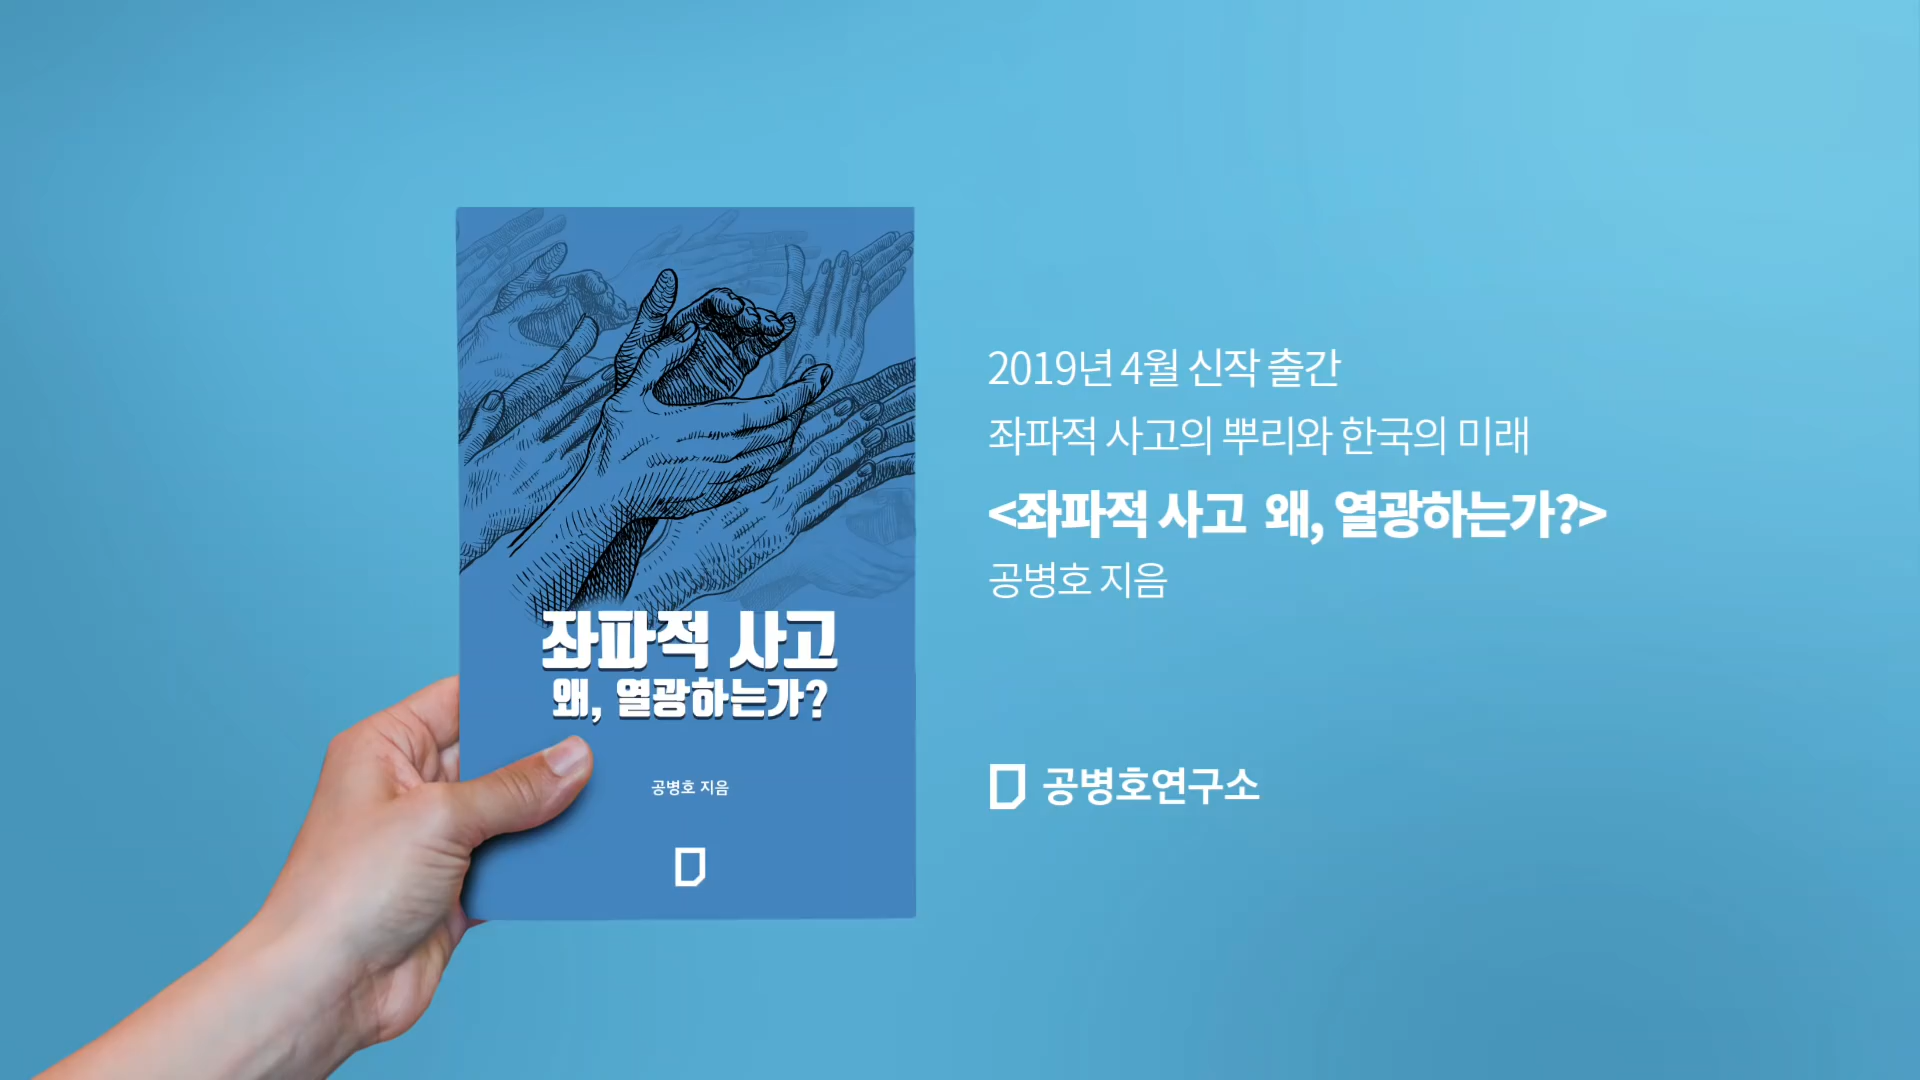 좌파적 사고
왜, 열광하는가?
공병호 지음
2019년 4월 신작 출간
좌파적 사고의 뿌리와 한국의 미래
<좌파적 사고 왜, 열광하는가?>
공병호 지음
공병호연구소